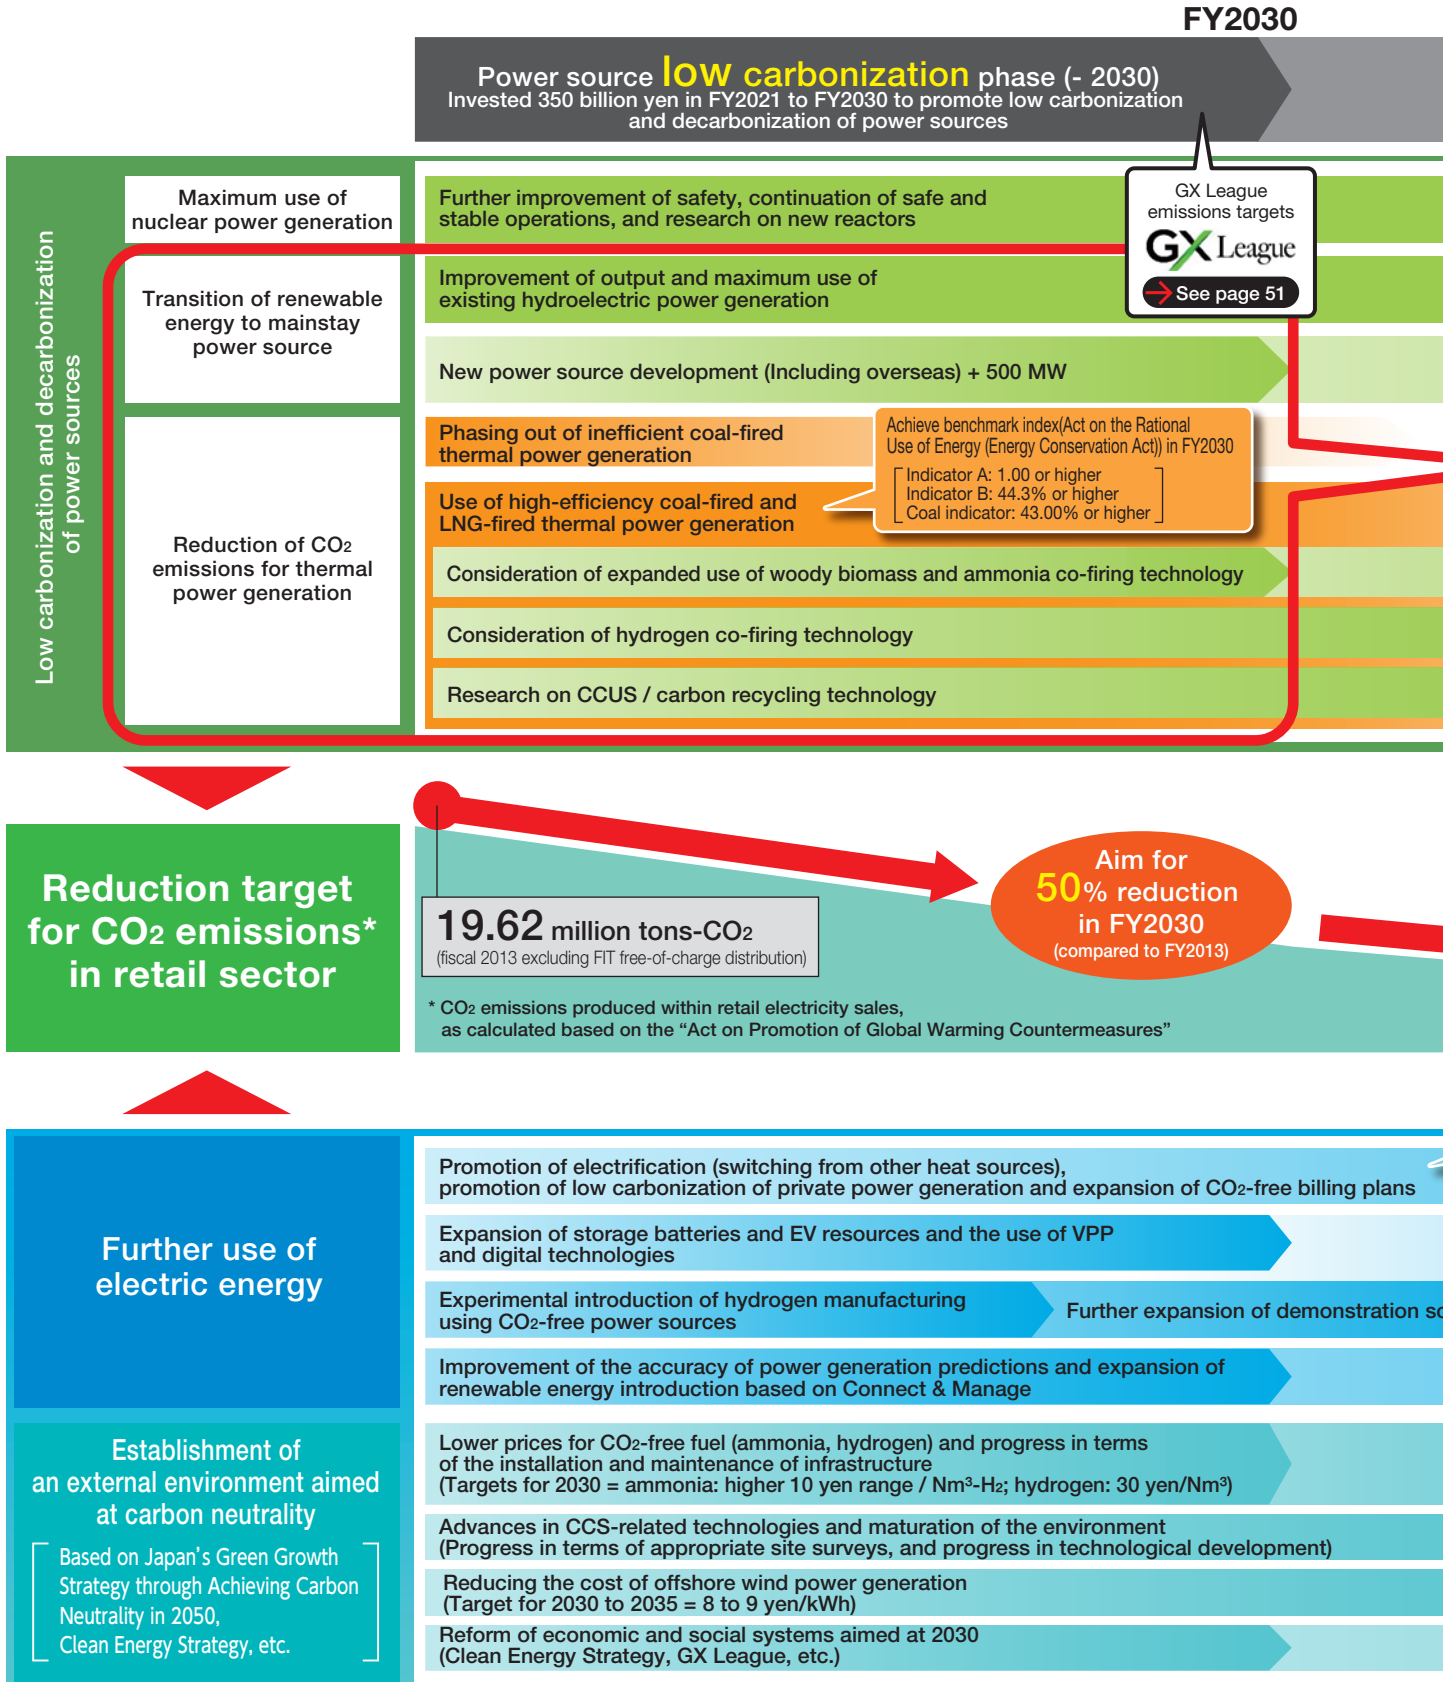 FY2030
Power source low carbonization phase (- 2030)
Invested 350 billion yen in FY2021 to FY2030 to promote low carbonization
and decarbonization of power sources
GX League
emissions targets
GX League
See page 51
Low carbonization and decarbonization
of power sources
Maximum use of
nuclear power generation
Further improvement of safety, continuation of safe and
stable operations, and research on new reactors
Transition of renewable
energy to mainstay
power source
Improvement of output and maximum use of
existing hydroelectric power generation
New power source development (Including overseas) + 500 MW
Reduction of CO2
emissions for thermal
power generation
Phasing out of inefficient coal-fired
thermal power generation
Achieve benchmark index(Act on the Rational
Use of Energy (Energy Conservation Act)) in FY2030
Indicator A: 1.00 or higher
Indicator B: 44.3% or higher
Coal indicator: 43.00% or higher
Use of high-efficiency coal-fired and
LNG-fired thermal power generation
Consideration of expanded use of woody biomass and ammonia co-firing technology
Consideration of hydrogen co-firing technology
Research on CCUS / carbon recycling technology
Reduction target
for CO2 emissions*
in retail sector
19.62 million tons-CO2
(fiscal 2013 excluding FIT free-of-charge distribution)
Aim for
50% reduction
in FY2030
(compared to FY2013)
* CO2 emissions produced within retail electricity sales,
as calculated based on the “Act on Promotion of Global Warming Countermeasures”
Further use of
electric energy
Promotion of electrification (switching from other heat sources),
promotion of low carbonization of private power generation and expansion of CO2-free billing plans
Expansion of storage batteries and EV resources and the use of VPP
and digital technologies
Experimental introduction of hydrogen manufacturing
using CO2-free power sources
Further expansion of demonstration
Improvement of the accuracy of power generation predictions and expansion of
renewable energy introduction based on Connect & Manage
Establishment of
an external environment aimed
at carbon neutrality
Based on Japan's Green Growth
Strategy through Achieving Carbon
Neutrality in 2050,
Clean Energy Strategy, etc.
Lower prices for CO2-free fuel (ammonia, hydrogen) and progress in terms
of the installation and maintenance of infrastructure
(Targets for 2030 = ammonia: higher 10 yen range / Nm³-H2; hydrogen: 30 yen/Nm³)
Advances in CCS-related technologies and maturation of the environment
(Progress in terms of appropriate site surveys, and progress in technological development)
Reducing the cost of offshore wind power generation
(Target for 2030 to 2035 = 8 to 9 yen/kWh)
Reform of economic and social systems aimed at 2030
(Clean Energy Strategy, GX League, etc.)